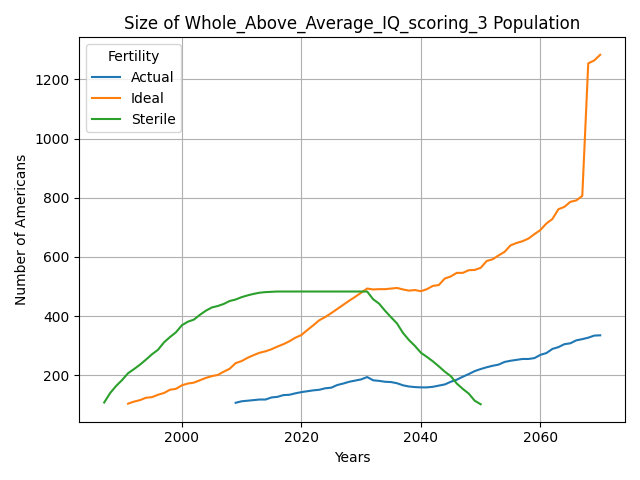 Size of Whole_Above_Average_IQ_scoring_3 Population
Fertility
Actual
Ideal
Sterile
Number of Americans
1200
1000
800
600
400
200
2000
2020
2040
2060
Years